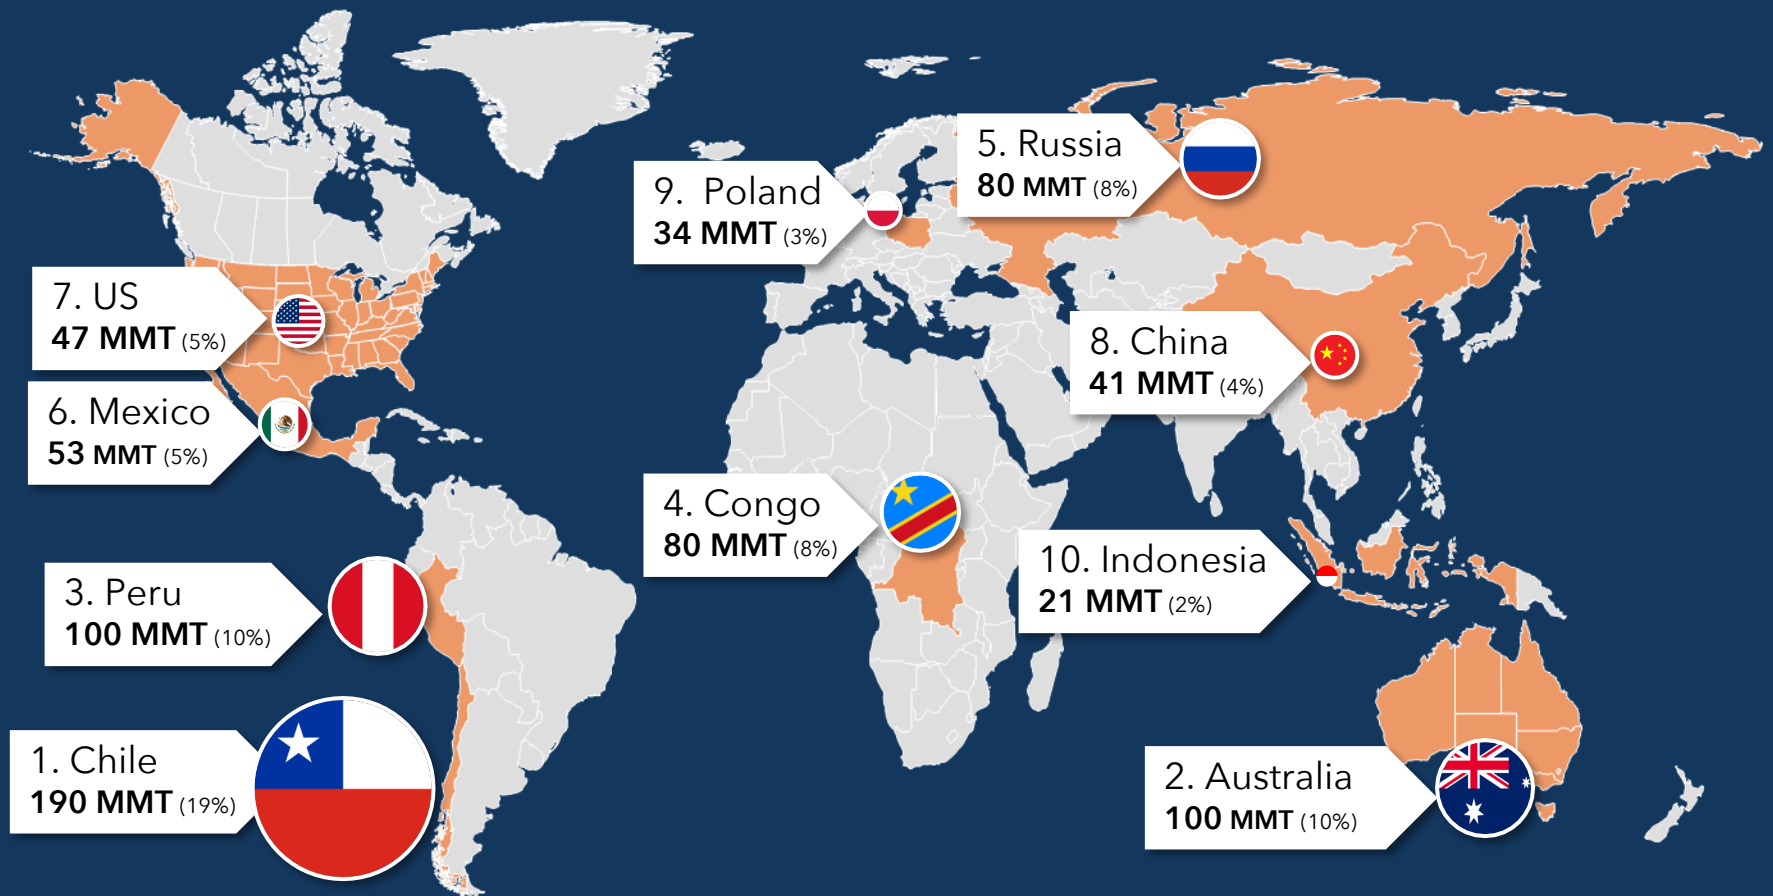 5. Russia
80 MMT (8%)
9. Poland
34 MMT (3%)
7. US
47 MMT (5%)
8. China
41 MMT (4%)
6. Mexico
53 MMT (5%)
4. Congo
80 MMT (8%)
10. Indonesia
21 MMT (2%)
3. Peru
100 MMT (10%)
1. Chile
190 MMT (19%)
2. Australia
100 MMT (10%)